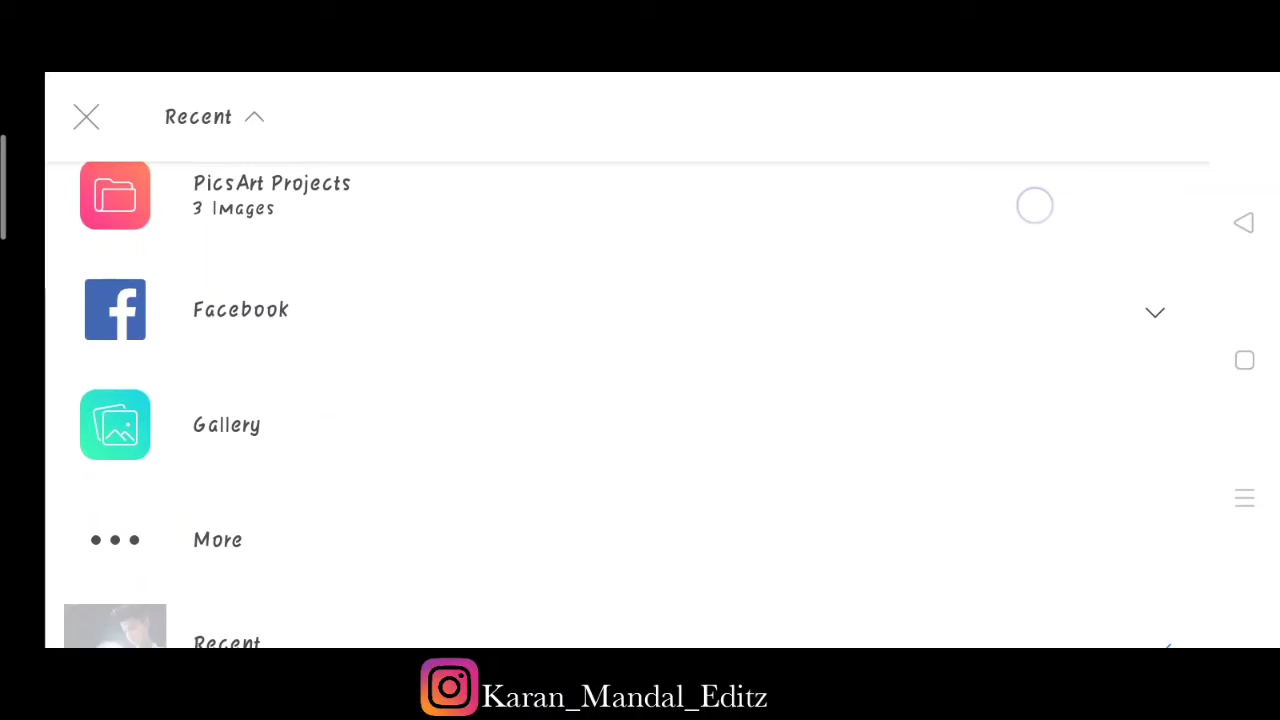 Recent
PicsArt Projects
3 Images
Facebook
Gallery
More
Recent
Karan_Mandal_Editz